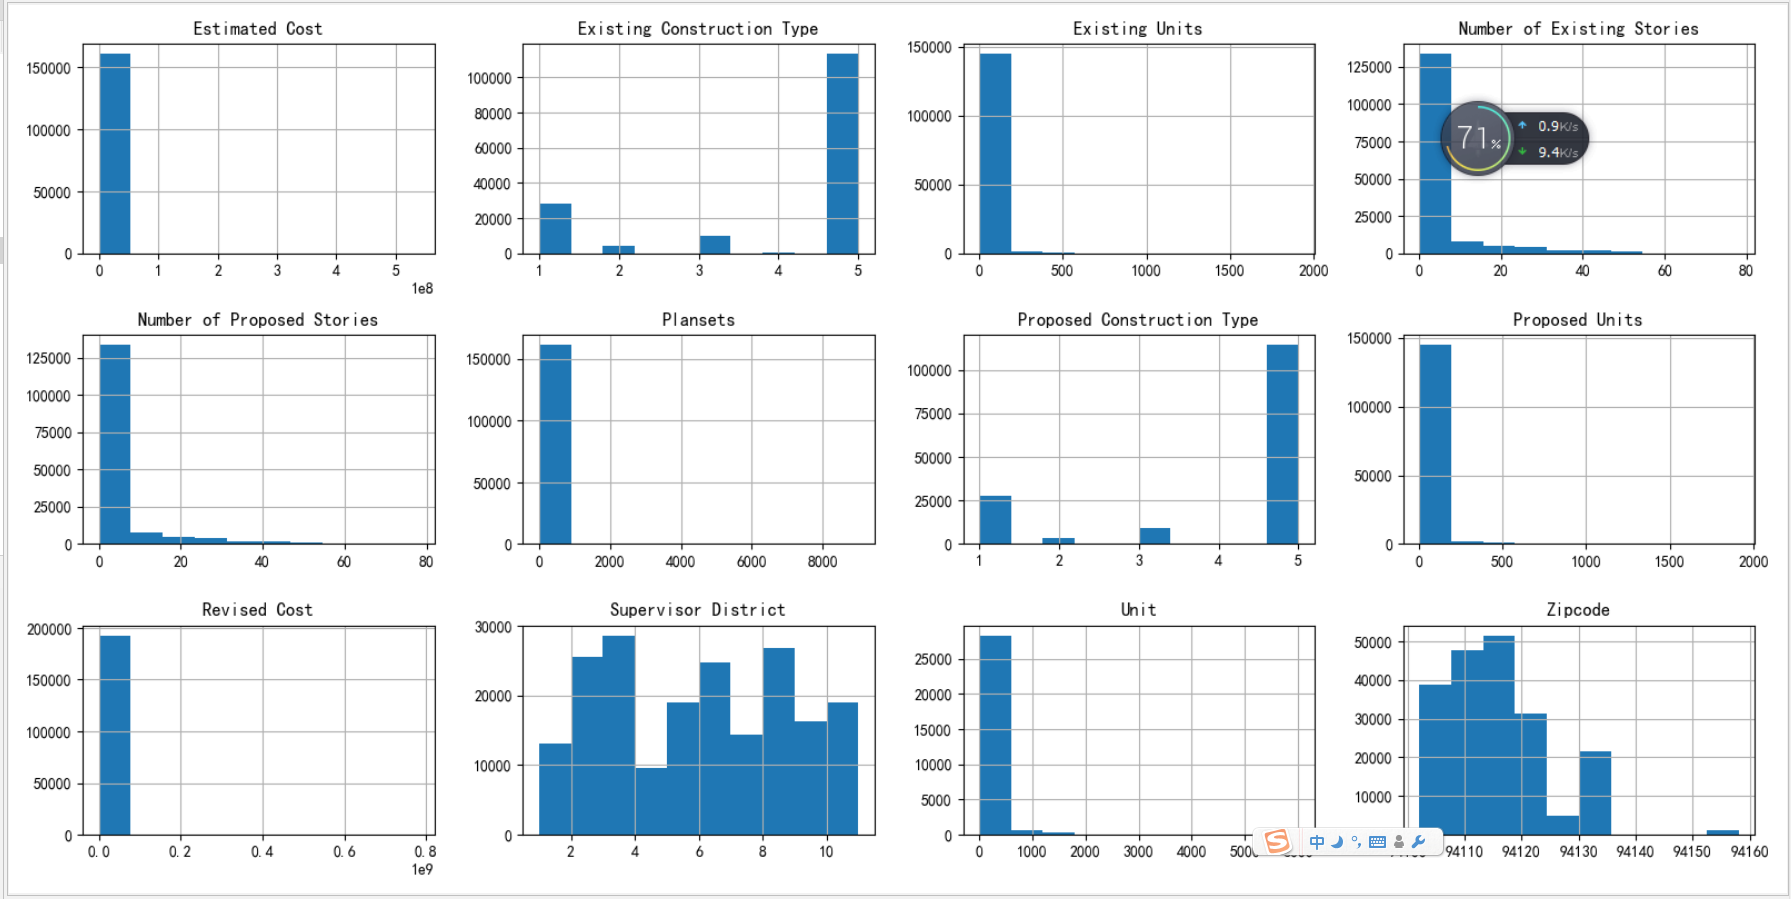 Estimated Cost
150000
100000
50000
0
0 1 2 3 4 5
1e8
Existing Construction Type
100000
80000
60000
40000
20000
0
1 2 3 4 5
Existing Units
150000
100000
50000
0
0 500 1000 1500 2000
Number of Existing Stories
125000
100000
75000
50000
25000
0
0 20 40 60 80
71%
0.9K/s
9.4K/s
Number of Proposed Stories
125000
100000
75000
50000
25000
0
0 20 40 60 80
Plansets
150000
100000
50000
0
0 2000 4000 6000 8000
Proposed Construction Type
100000
75000
50000
25000
0
1 2 3 4 5
Proposed Units
150000
100000
50000
0
0 500 1000 1500 2000
Revised Cost
200000
150000
100000
50000
0
0.0 0.2 0.4 0.6 0.8
1e9
Supervisor District
30000
20000
10000
0
2 4 6 8 10
Unit
25000
20000
15000
10000
5000
0
0 1000 2000 3000 4000
Zipcode
50000
40000
30000
20000
10000
94110 94120 94130 94140 94150 94160
S 中